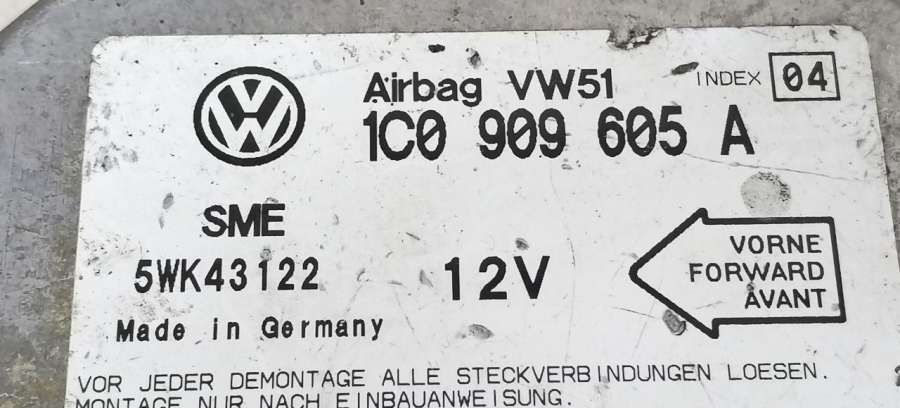 Airbag VW51 INDEX 04
1C0 909 605 A
SME
5WK43122 12V
VORNE
FORWARD
AVANT
Made in Germany
VOR JEDER DEMONTAGE ALLE STECKVERBINDUNGEN LOESEN.
MONTAGE NUR NACH EINBAUANWEISUNG.